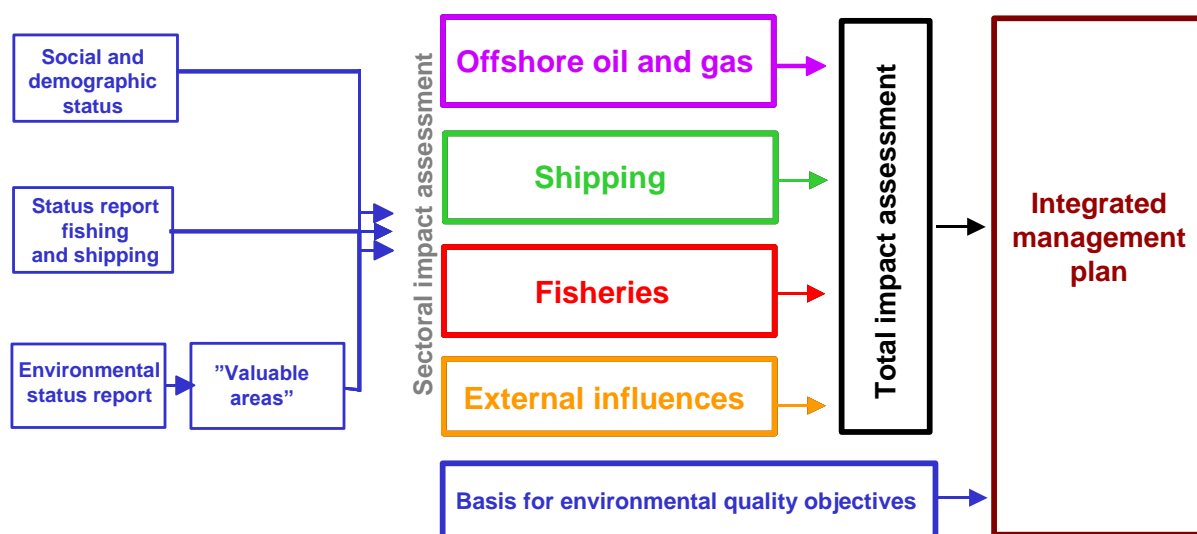 Social and
demographic
status
Status report
fishing
and shipping
Environmental
status report
”Valuable
areas”
Sectoral impact assessment
Offshore oil and gas
Shipping
Fisheries
External influences
Basis for environmental quality objectives
Total impact assessment
Integrated
management
plan